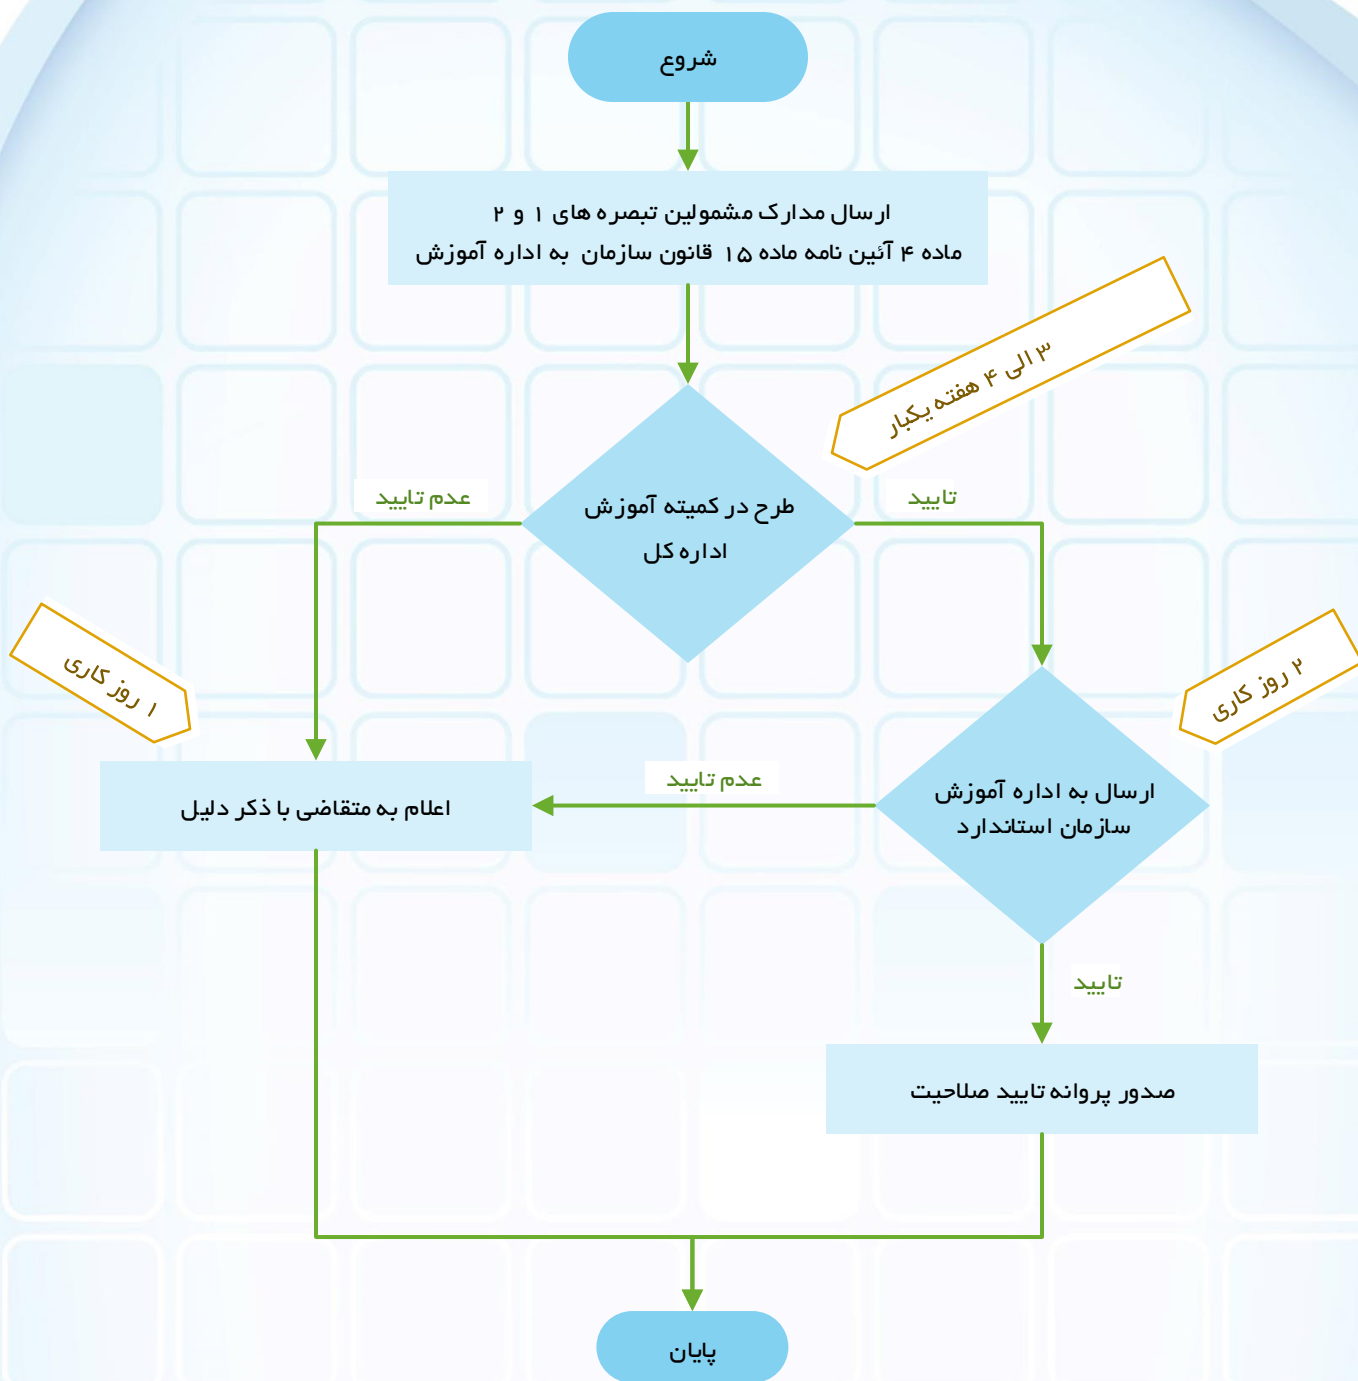 شروع
ارسال مدارک مشمولین تبصره های ۱ و ۲
ماده ۴ آئین نامه ماده ۱۵ قانون سازمان به اداره آموزش
۳ الی ۴ هفته یکبار
عدم تایید
تایید
طرح در کمیته آموزش
اداره کل
۱ روز کاری
۲ روز کاری
عدم تایید
ارسال به اداره آموزش
سازمان استاندارد
اعلام به متقاضی با ذکر دلیل
تایید
صدور پروانه تایید صلاحیت
پایان